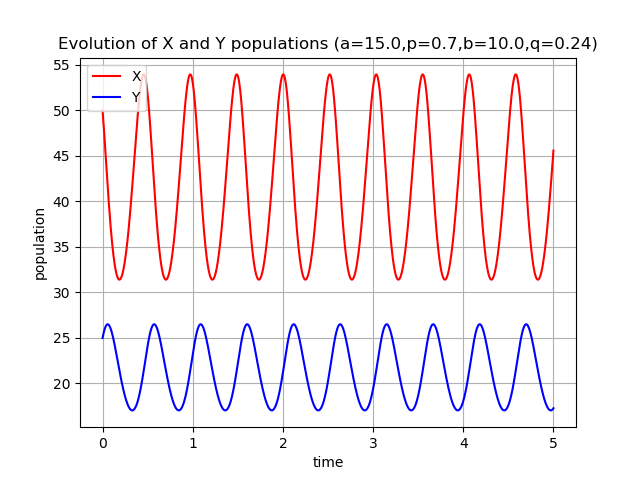 Evolution of X and Y populations (a=15.0,p=0.7,b=10.0,q=0.24)
X
Y
55
50
45
40
35
30
25
20
population
0 1 2 3 4 5
time